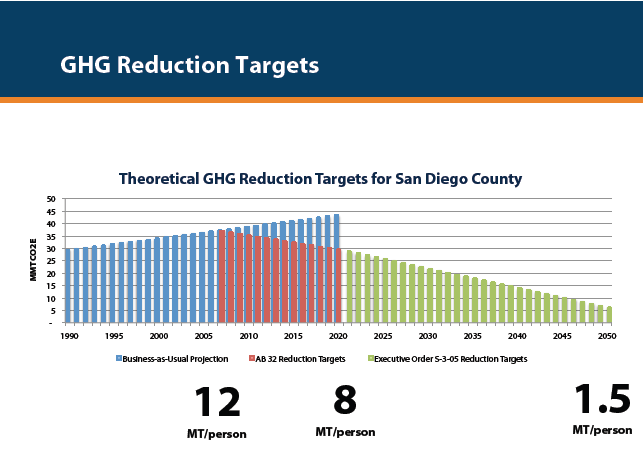 GHG Reduction Targets
Theoretical GHG Reduction Targets for San Diego County
50
45
40
35
30
25
20
15
10
5
-
MMTCO2E
1990 1995 2000 2005 2010 2015 2020 2025 2030 2035 2040 2045 2050
Business-as-Usual Projection AB 32 Reduction Targets Executive Order S-3-05 Reduction Targets
12 8 1.5
MT/person MT/person MT/person